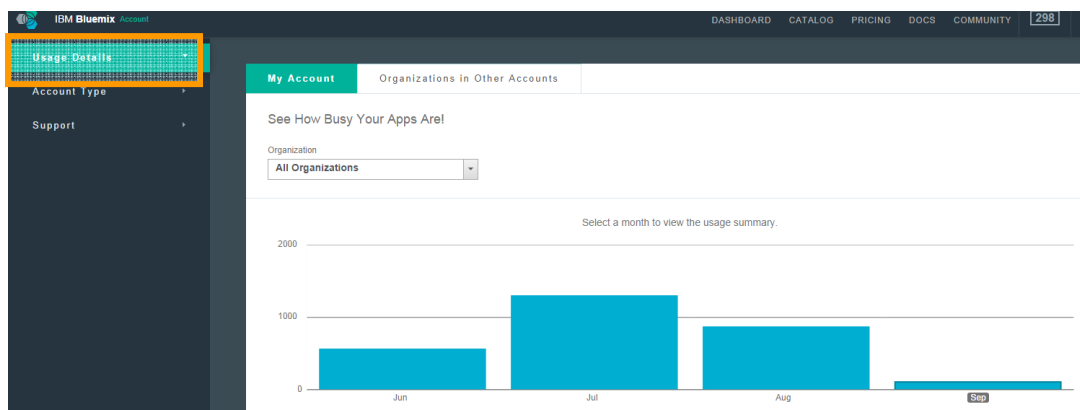 IBM Bluemix Account
DASHBOARD CATALOG PRICING DOCS COMMUNITY 298
Usage Details
Account Type
Support
My Account Organizations in Other Accounts
See How Busy Your Apps Are!
Organization
All Organizations
Select a month to view the usage summary.
2000
1000
0
Jun Jul Aug Sep